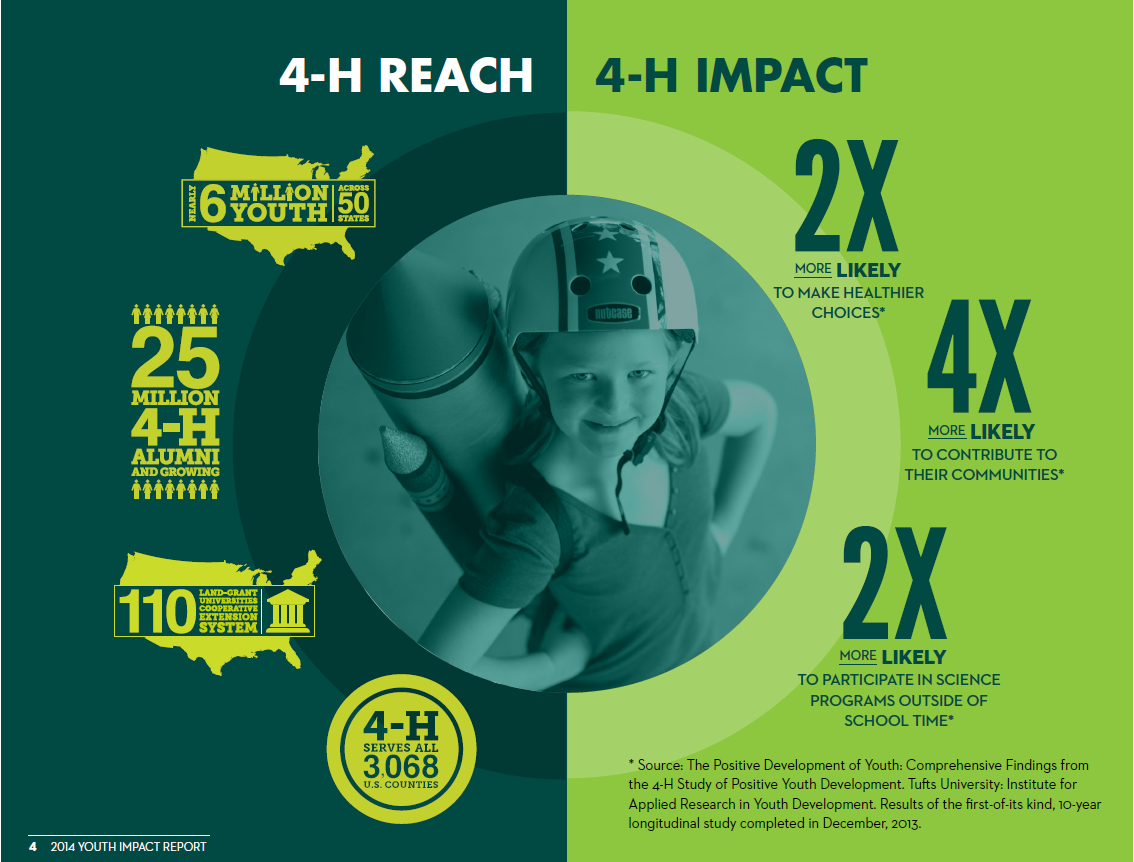 4-H REACH
NEARLY
6 MILLION
YOUTH
ACROSS
50
STATES
25
MILLION
4-H
ALUMNI
AND GROWING
110
LAND-GRANT
UNIVERSITIES
COOPERATIVE
EXTENSION
SYSTEM
4-H
SERVES ALL
3,068
U.S. COUNTIES
nutcase
4-H IMPACT
2X
MORE LIKELY
TO MAKE HEALTHIER
CHOICES*
4X
MORE LIKELY
TO CONTRIBUTE TO
THEIR COMMUNITIES*
2X
MORE LIKELY
TO PARTICIPATE IN SCIENCE
PROGRAMS OUTSIDE OF
SCHOOL TIME*
* Source: The Positive Development of Youth: Comprehensive Findings from
the 4-H Study of Positive Youth Development. Tufts University: Institute for
Applied Research in Youth Development. Results of the first-of-its kind, 10-year
longitudinal study completed in December, 2013.
4 2014 YOUTH IMPACT REPORT